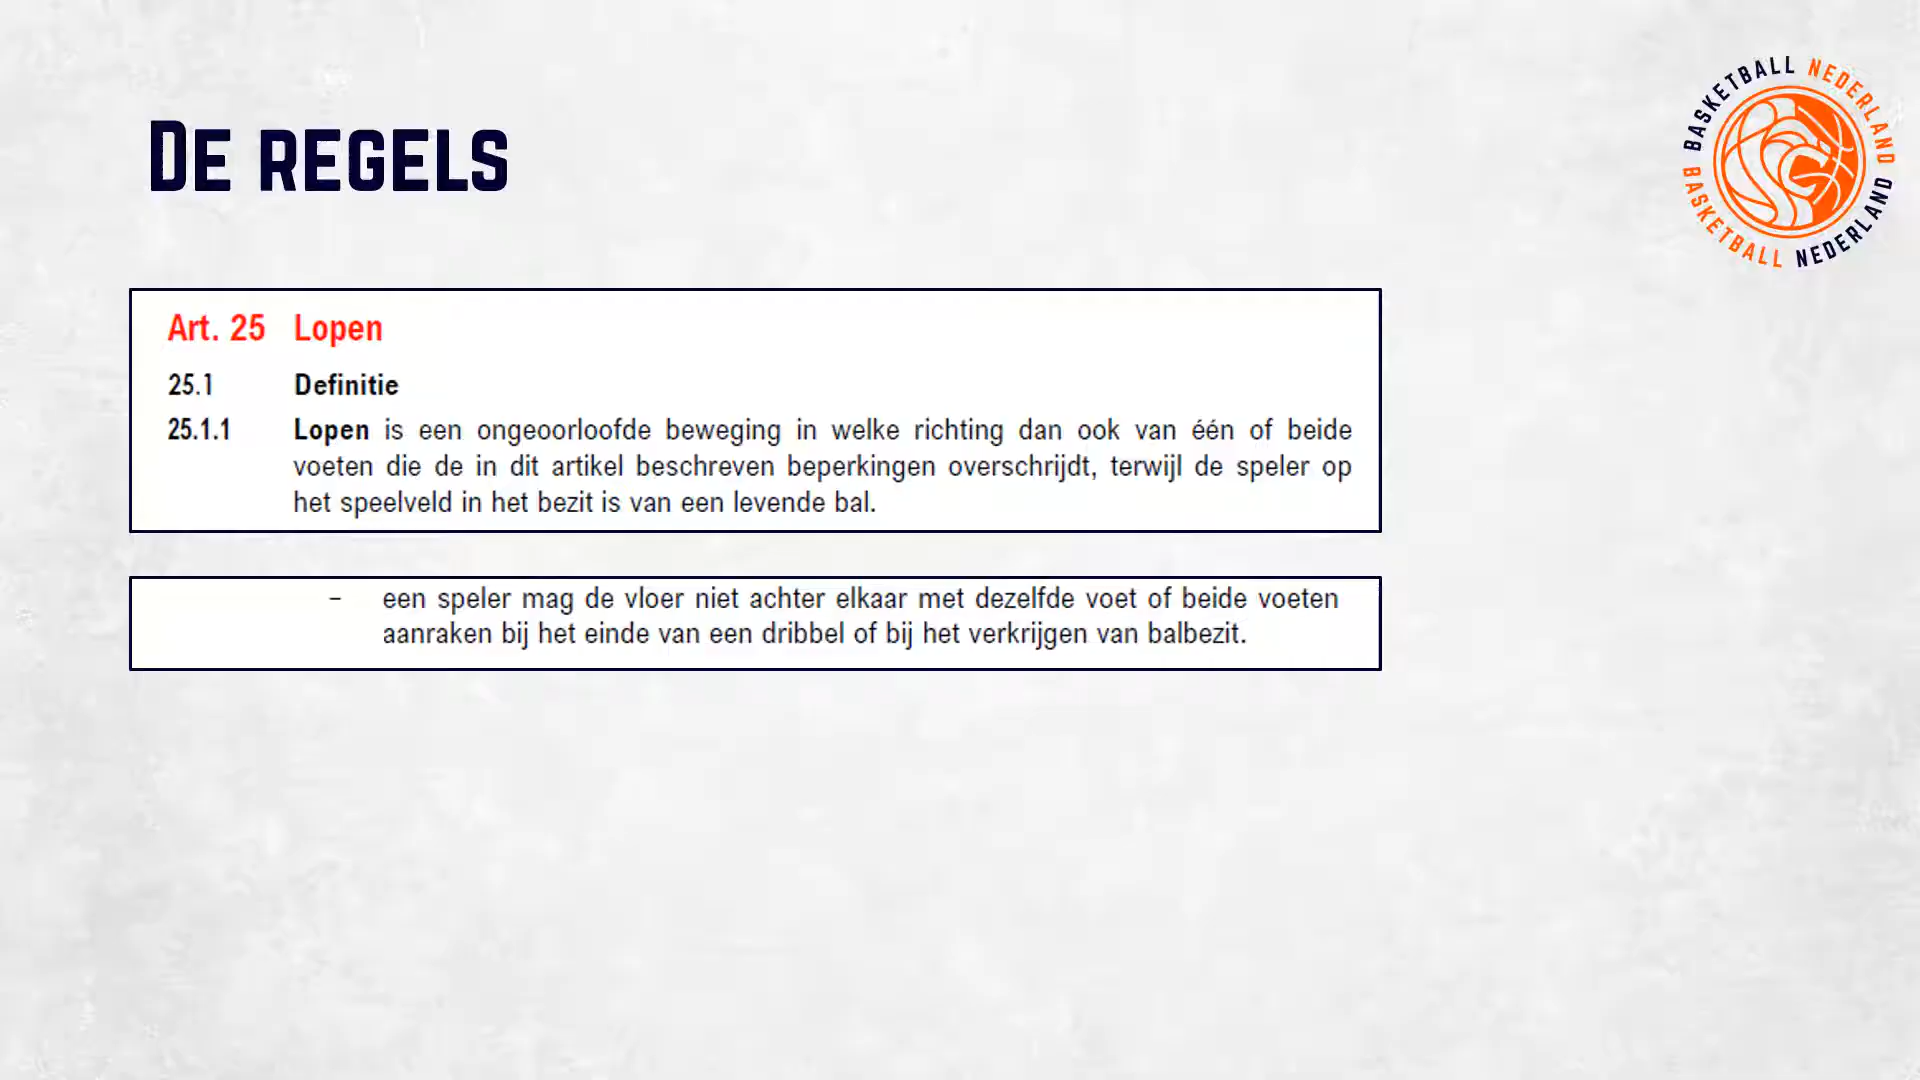 De regels
BASKETBALL NEDERLAND
BASKETBALL NEDERLAND
Art. 25 Lopen
25.1 Definitie
25.1.1 Lopen is een ongeoorloofde beweging in welke richting dan ook van één of beide
voeten die de in dit artikel beschreven beperkingen overschrijdt, terwijl de speler op
het speelveld in het bezit is van een levende bal.
– een speler mag de vloer niet achter elkaar met dezelfde voet of beide voeten
aanraken bij het einde van een dribbel of bij het verkrijgen van balbezit.